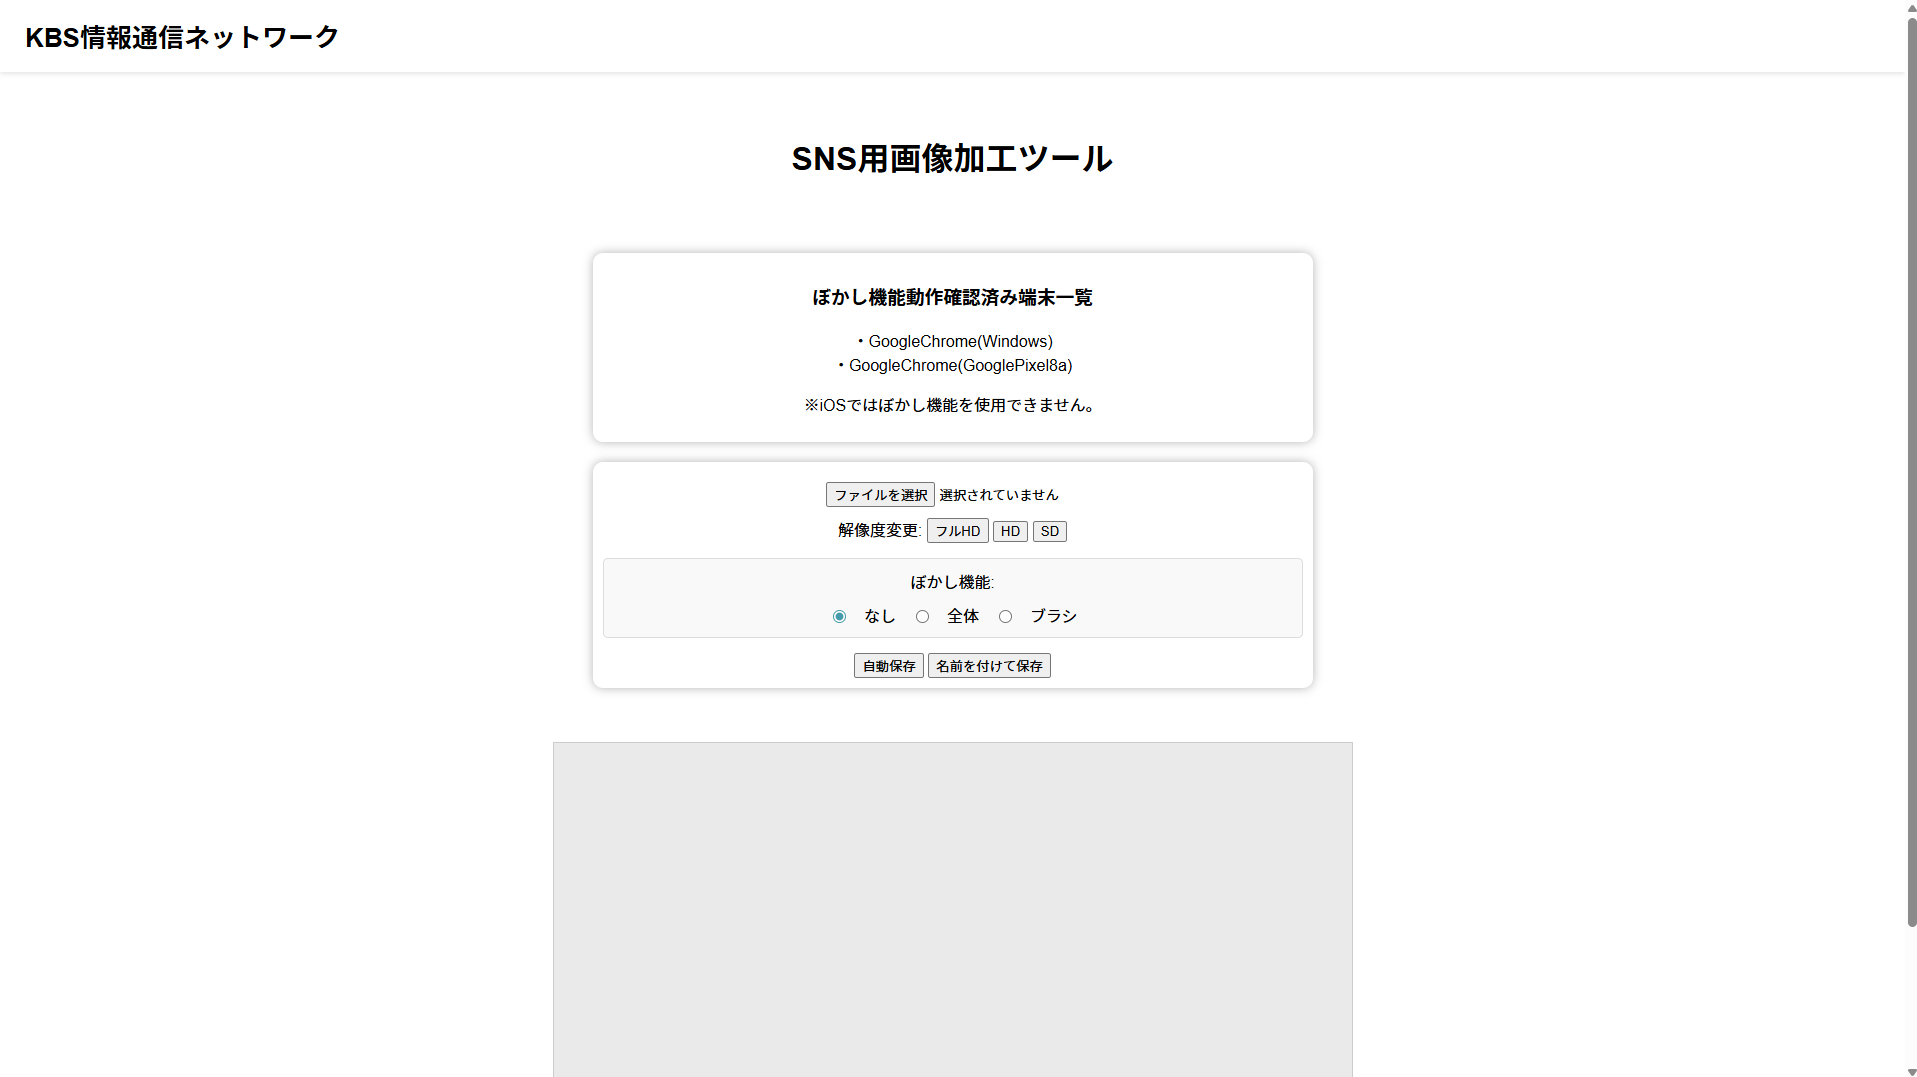 KBS情報通信ネットワーク
SNS用画像加工ツール
ぼかし機能動作確認済み端末一覧
・GoogleChrome(Windows)
・GoogleChrome(GooglePixel8a)
※iOSではぼかし機能を使用できません。
ファイルを選択 選択されていません
解像度変更: フルHD HD SD
ぼかし機能:
なし 全体 ブラシ
自動保存 名前を付けて保存